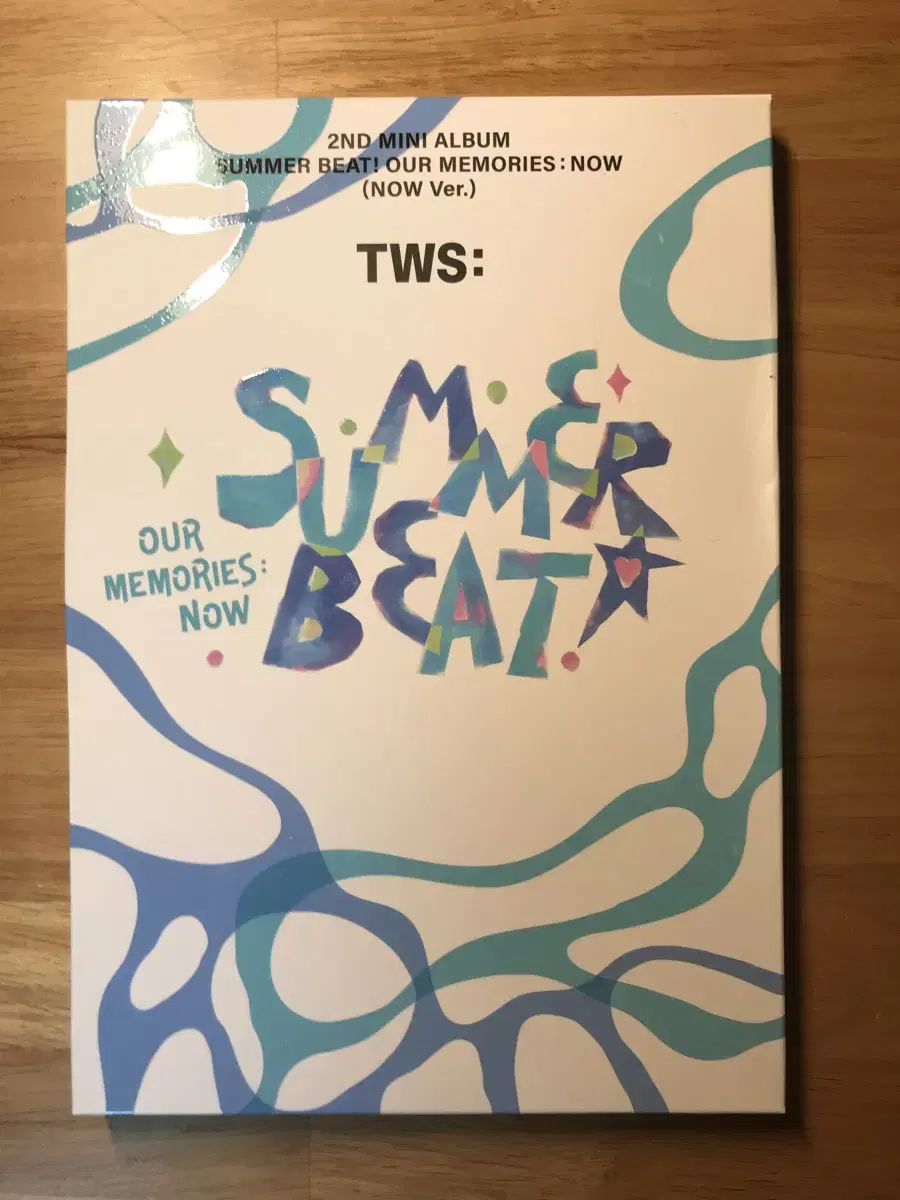 2ND MINI ALBUM
SUMMER BEAT! OUR MEMORIES : NOW
(NOW Ver.)
TWS:
SUMMER
BEAT!
OUR
MEMORIES:
NOW